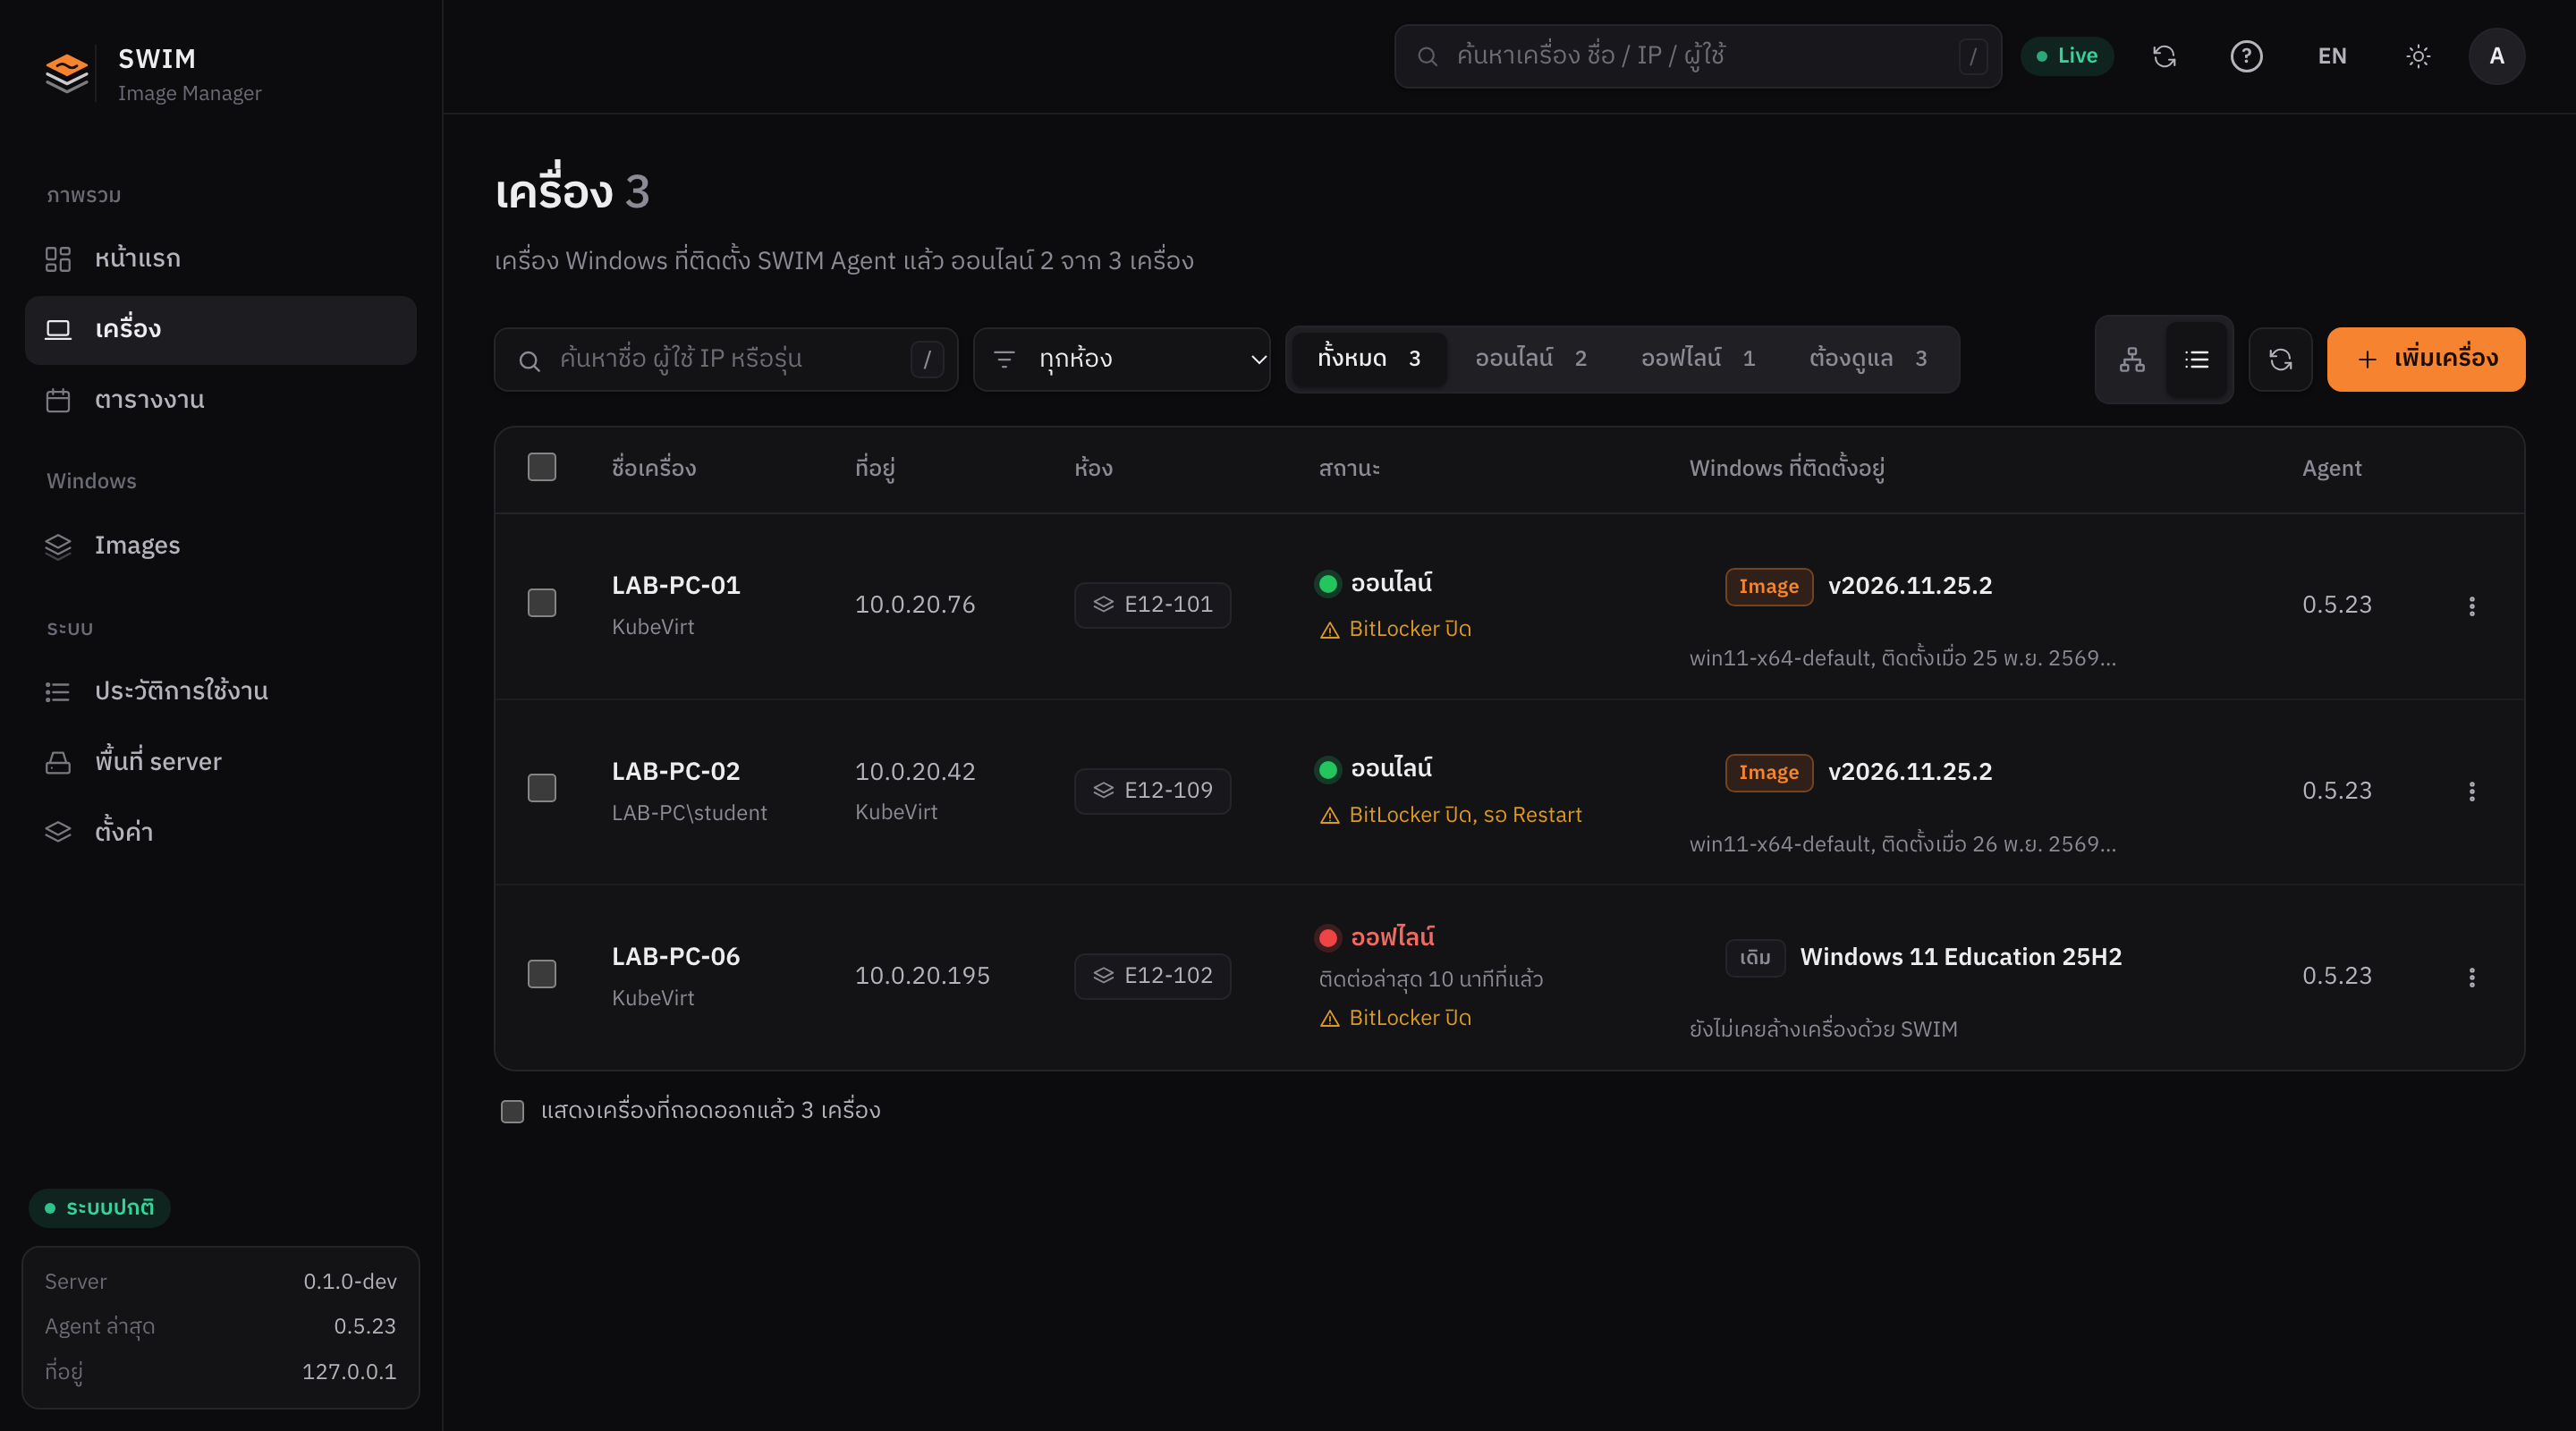 SWIM
Image Manager
ค้นหาเครื่อง ชื่อ / IP / ผู้ใช้ /
Live
?
EN
A
ภาพรวม
หน้าแรก
เครื่อง
ตารางงาน
Windows
Images
ระบบ
ประวัติการใช้งาน
พื้นที่ server
ตั้งค่า
ระบบปกติ
Server 0.1.0-dev
Agent ล่าสุด 0.5.23
ที่อยู่ 127.0.0.1
เครื่อง 3
เครื่อง Windows ที่ติดตั้ง SWIM Agent แล้ว ออนไลน์ 2 จาก 3 เครื่อง
ค้นหาชื่อ ผู้ใช้ IP หรือรุ่น / ทุกห้อง ทั้งหมด 3 ออนไลน์ 2 ออฟไลน์ 1 ต้องดูแล 3 + เพิ่มเครื่อง
ชื่อเครื่อง ที่อยู่ ห้อง สถานะ Windows ที่ติดตั้งอยู่ Agent
LAB-PC-01
KubeVirt
10.0.20.76
E12-101
ออนไลน์
BitLocker ปิด
Image v2026.11.25.2
win11-x64-default, ติดตั้งเมื่อ 25 พ.ย. 2569...
0.5.23
LAB-PC-02
LAB-PC\student
10.0.20.42
KubeVirt
E12-109
ออนไลน์
BitLocker ปิด, รอ Restart
Image v2026.11.25.2
win11-x64-default, ติดตั้งเมื่อ 26 พ.ย. 2569...
0.5.23
LAB-PC-06
KubeVirt
10.0.20.195
E12-102
ออฟไลน์
ติดต่อล่าสุด 10 นาทีที่แล้ว
BitLocker ปิด
เดิม Windows 11 Education 25H2
ยังไม่เคยล้างเครื่องด้วย SWIM
0.5.23
แสดงเครื่องที่ถอดออกแล้ว 3 เครื่อง